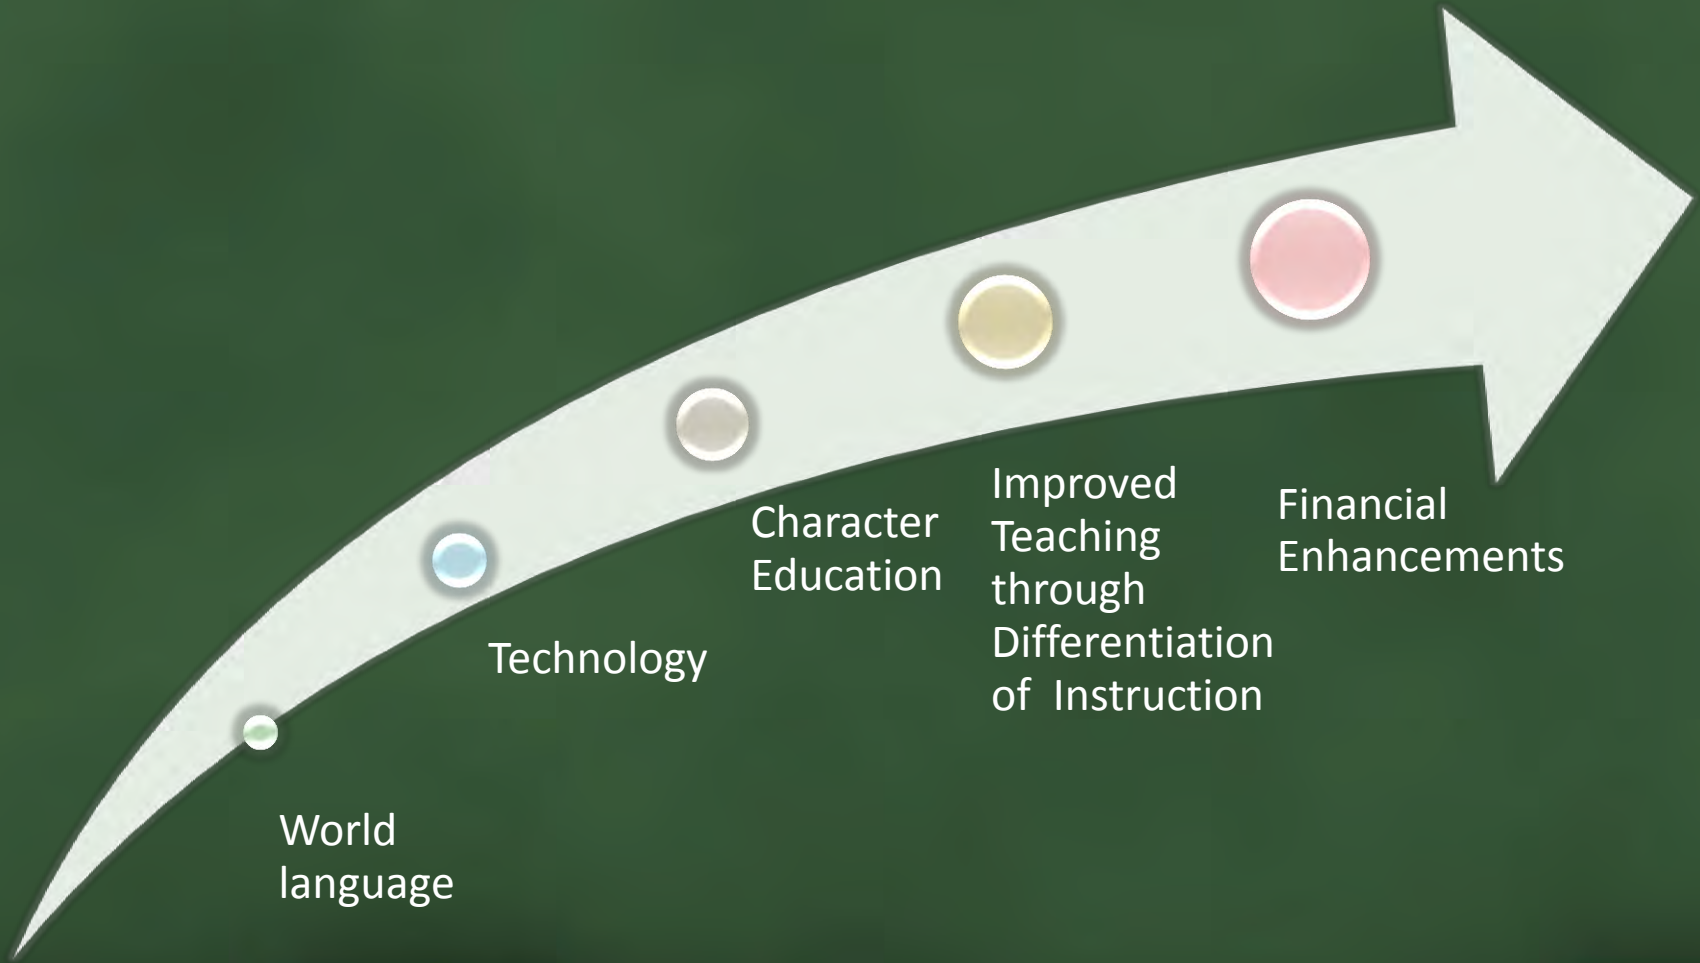 World
language
Technology
Character
Education
Improved
Teaching
through
Differentiation
of  Instruction
Financial
Enhancements